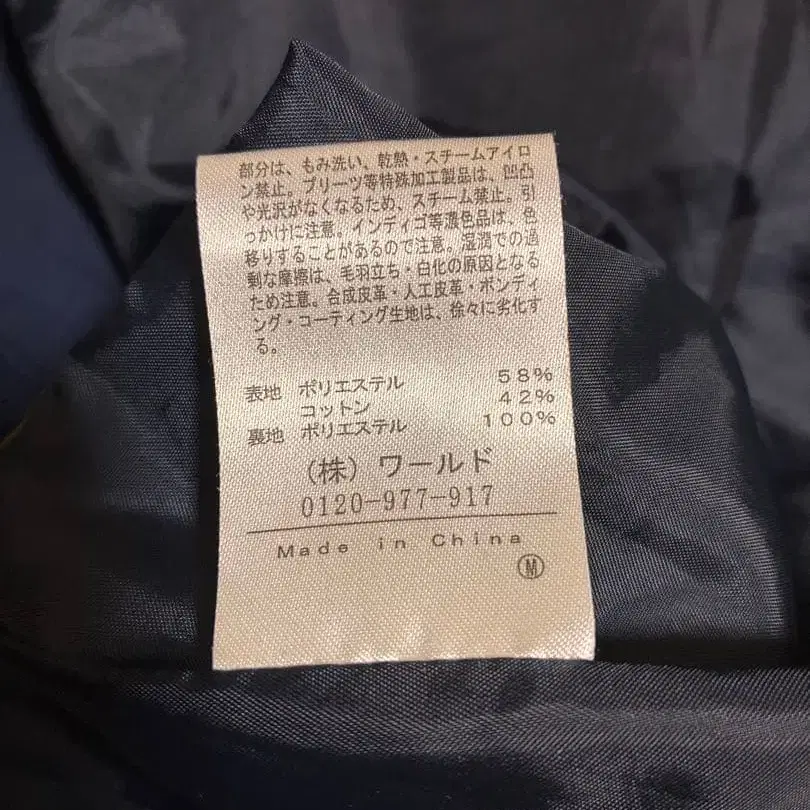 部分は、もみ洗い、乾熱・スチームアイロ
ン禁止。プリーツ等特殊加工製品は、凹凸
や光沢がなくなるため、スチーム禁止。引
っかけに注意。インディゴ等濃色品は、色
移りすることがあるので注意。湿潤での過
剰な摩擦は、毛羽立ち・白化の原因となる
ため注意。合成皮革・人工皮革・ボンディ
ング・コーティング生地は、徐々に劣化す
る。
表地 ポリエステル 58%
コットン 42%
裏地 ポリエステル 100%
(株)ワールド
0120-977-917
Made in China
M